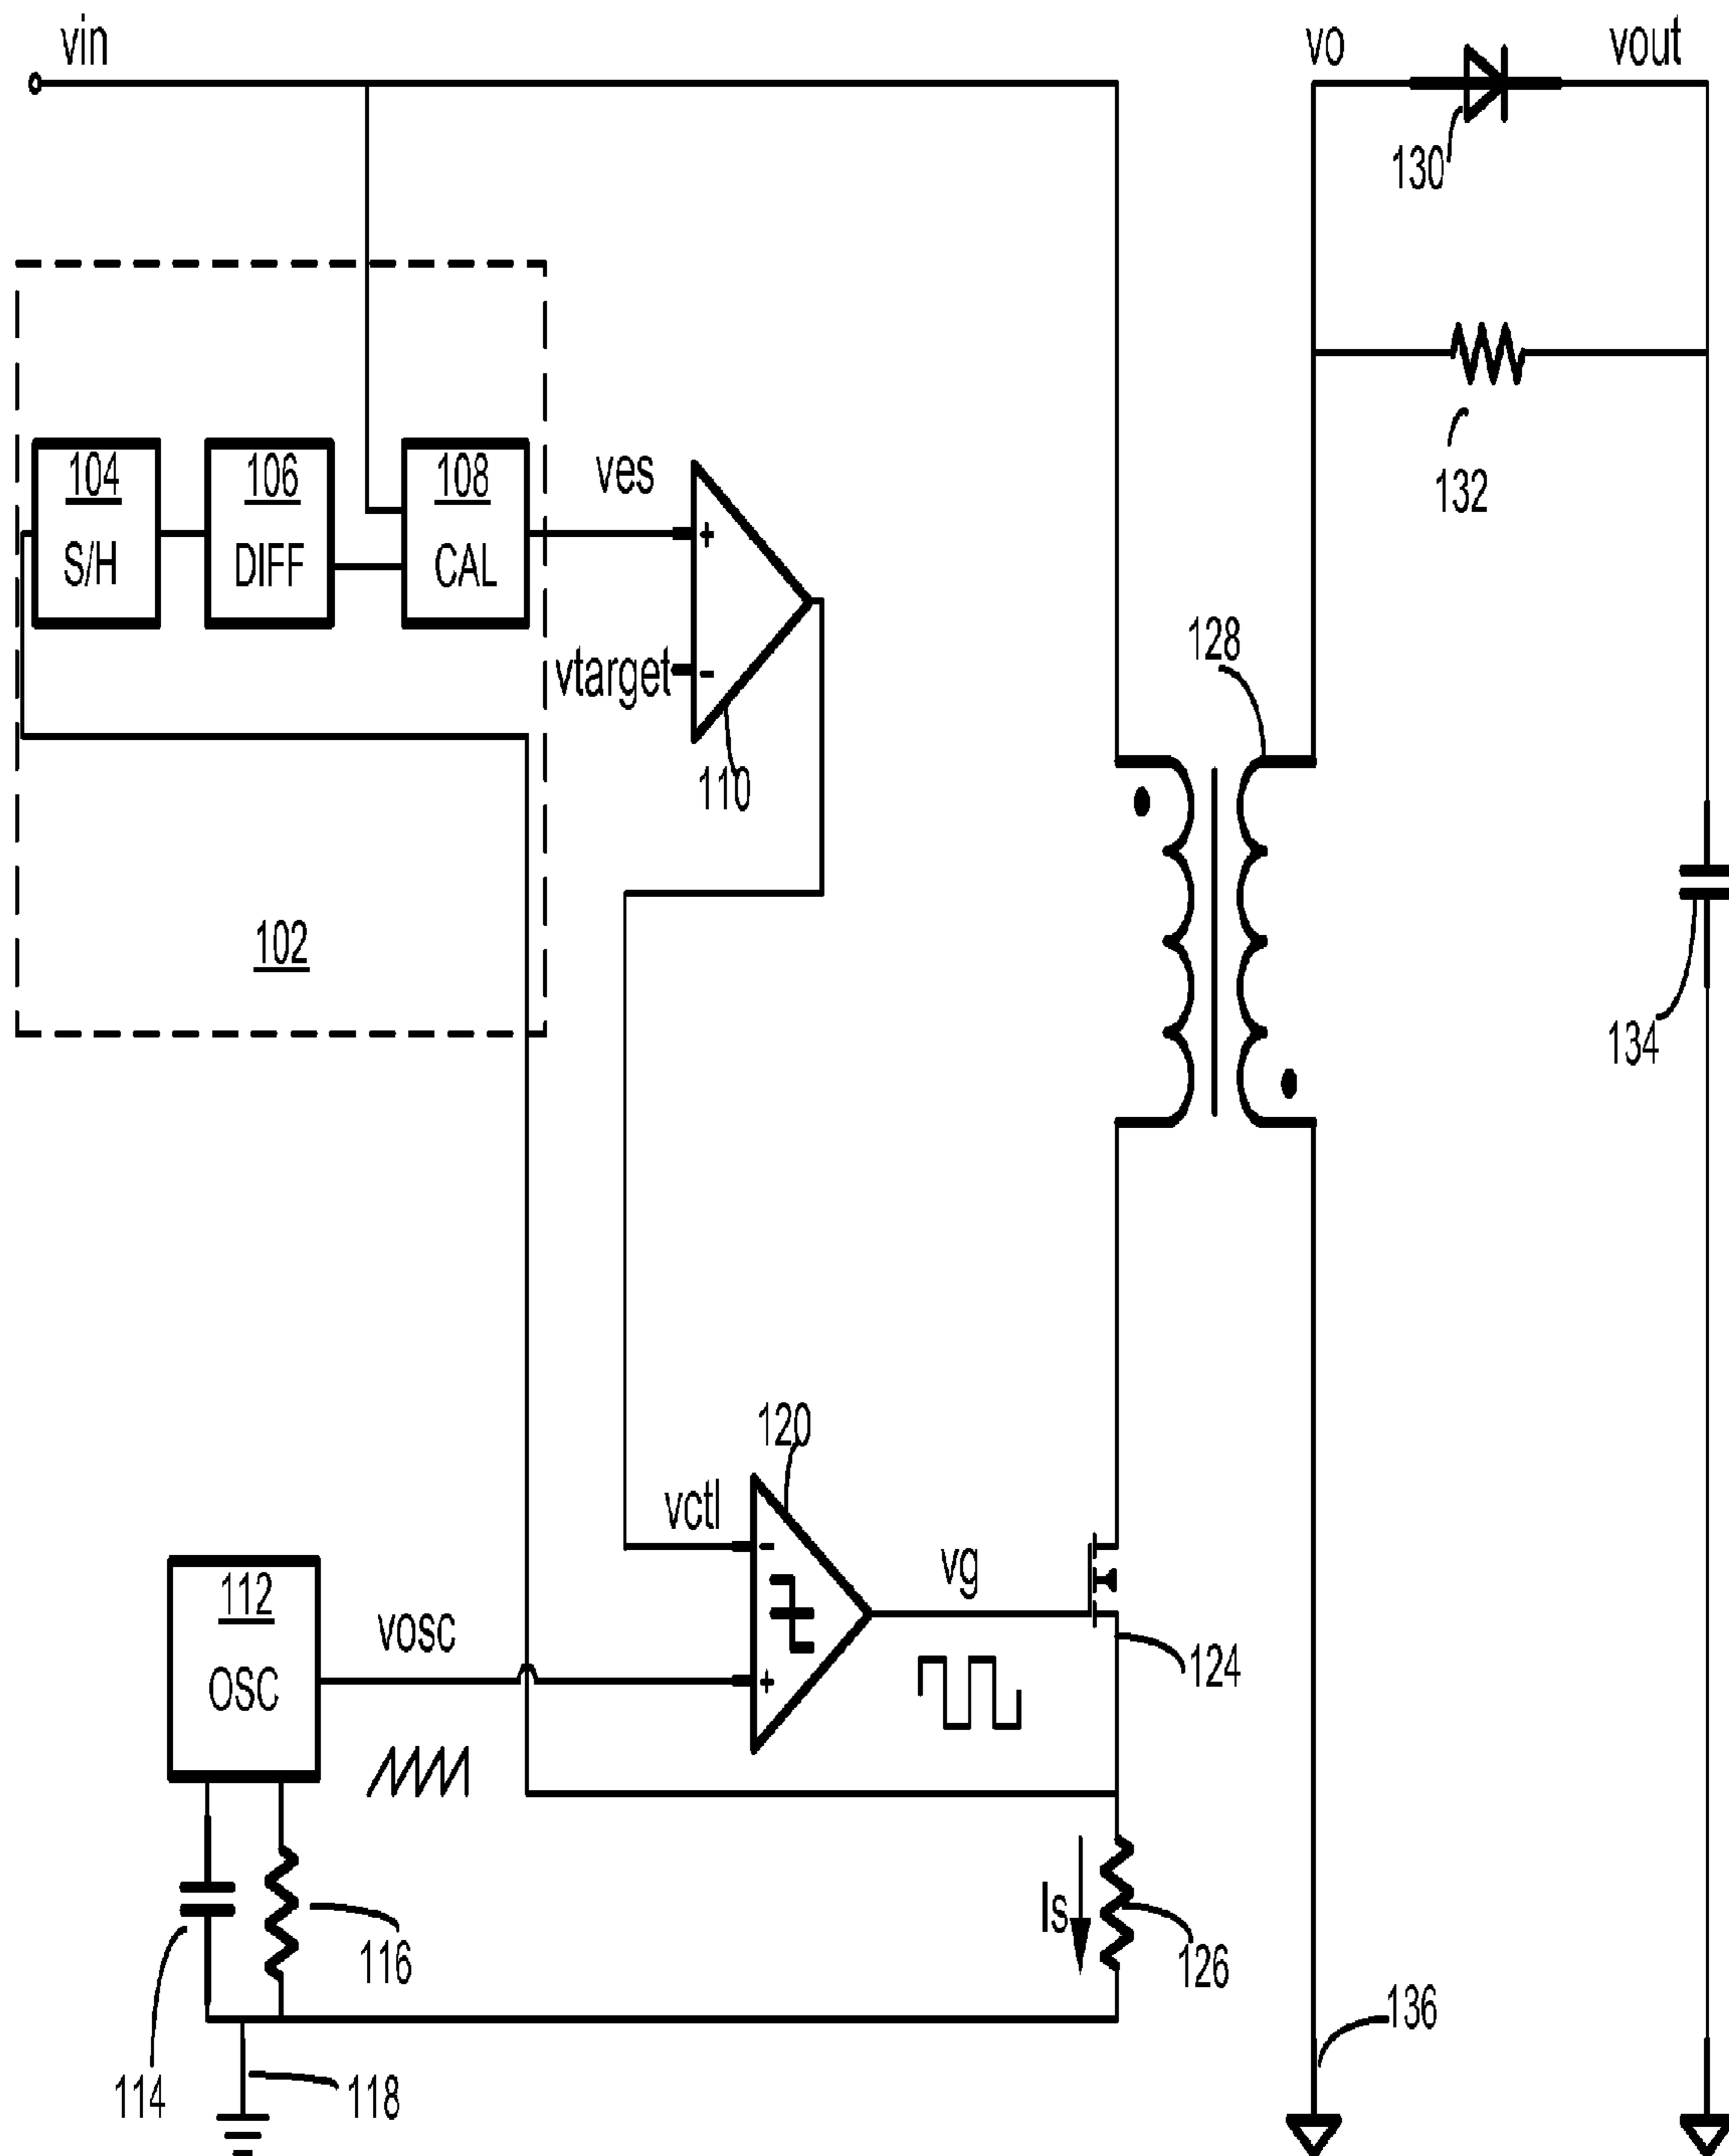 vin
vo
vout
130
132
104
S/H
106
DIFF
108
CAL
ves
+
vtarget
-
110
128
102
134
120
vctl
-
vg
112
OSC
vosc
+
124
Is
126
116
114
118
136